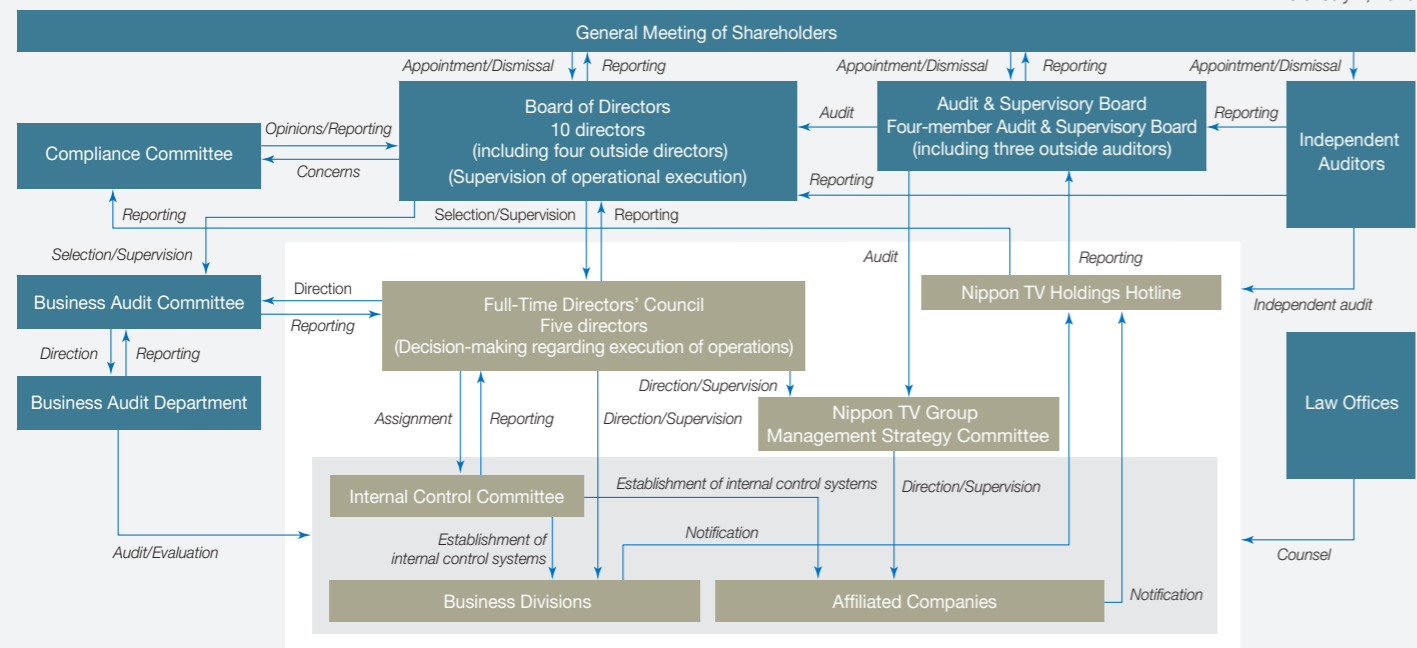 General Meeting of Shareholders
Appointment/Dismissal
Reporting
Appointment/Dismissal
Reporting
Appointment/Dismissal
Board of Directors
10 directors
(including four outside directors)
(Supervision of operational execution)
Audit
Audit & Supervisory Board
Four-member Audit & Supervisory Board
(including three outside auditors)
Reporting
Independent
Auditors
Compliance Committee
Opinions/Reporting
Concerns
Reporting
Reporting
Selection/Supervision
Reporting
Selection/Supervision
Audit
Reporting
Business Audit Committee
Direction
Reporting
Full-Time Directors' Council
Five directors
(Decision-making regarding execution of operations)
Nippon TV Holdings Hotline
Independent audit
Direction
Reporting
Business Audit Department
Direction/Supervision
Assignment
Reporting
Direction/Supervision
Nippon TV Group
Management Strategy Committee
Law Offices
Internal Control Committee
Establishment of internal control systems
Direction/Supervision
Audit/Evaluation
Establishment of
internal control systems
Notification
Counsel
Business Divisions
Affiliated Companies
Notification